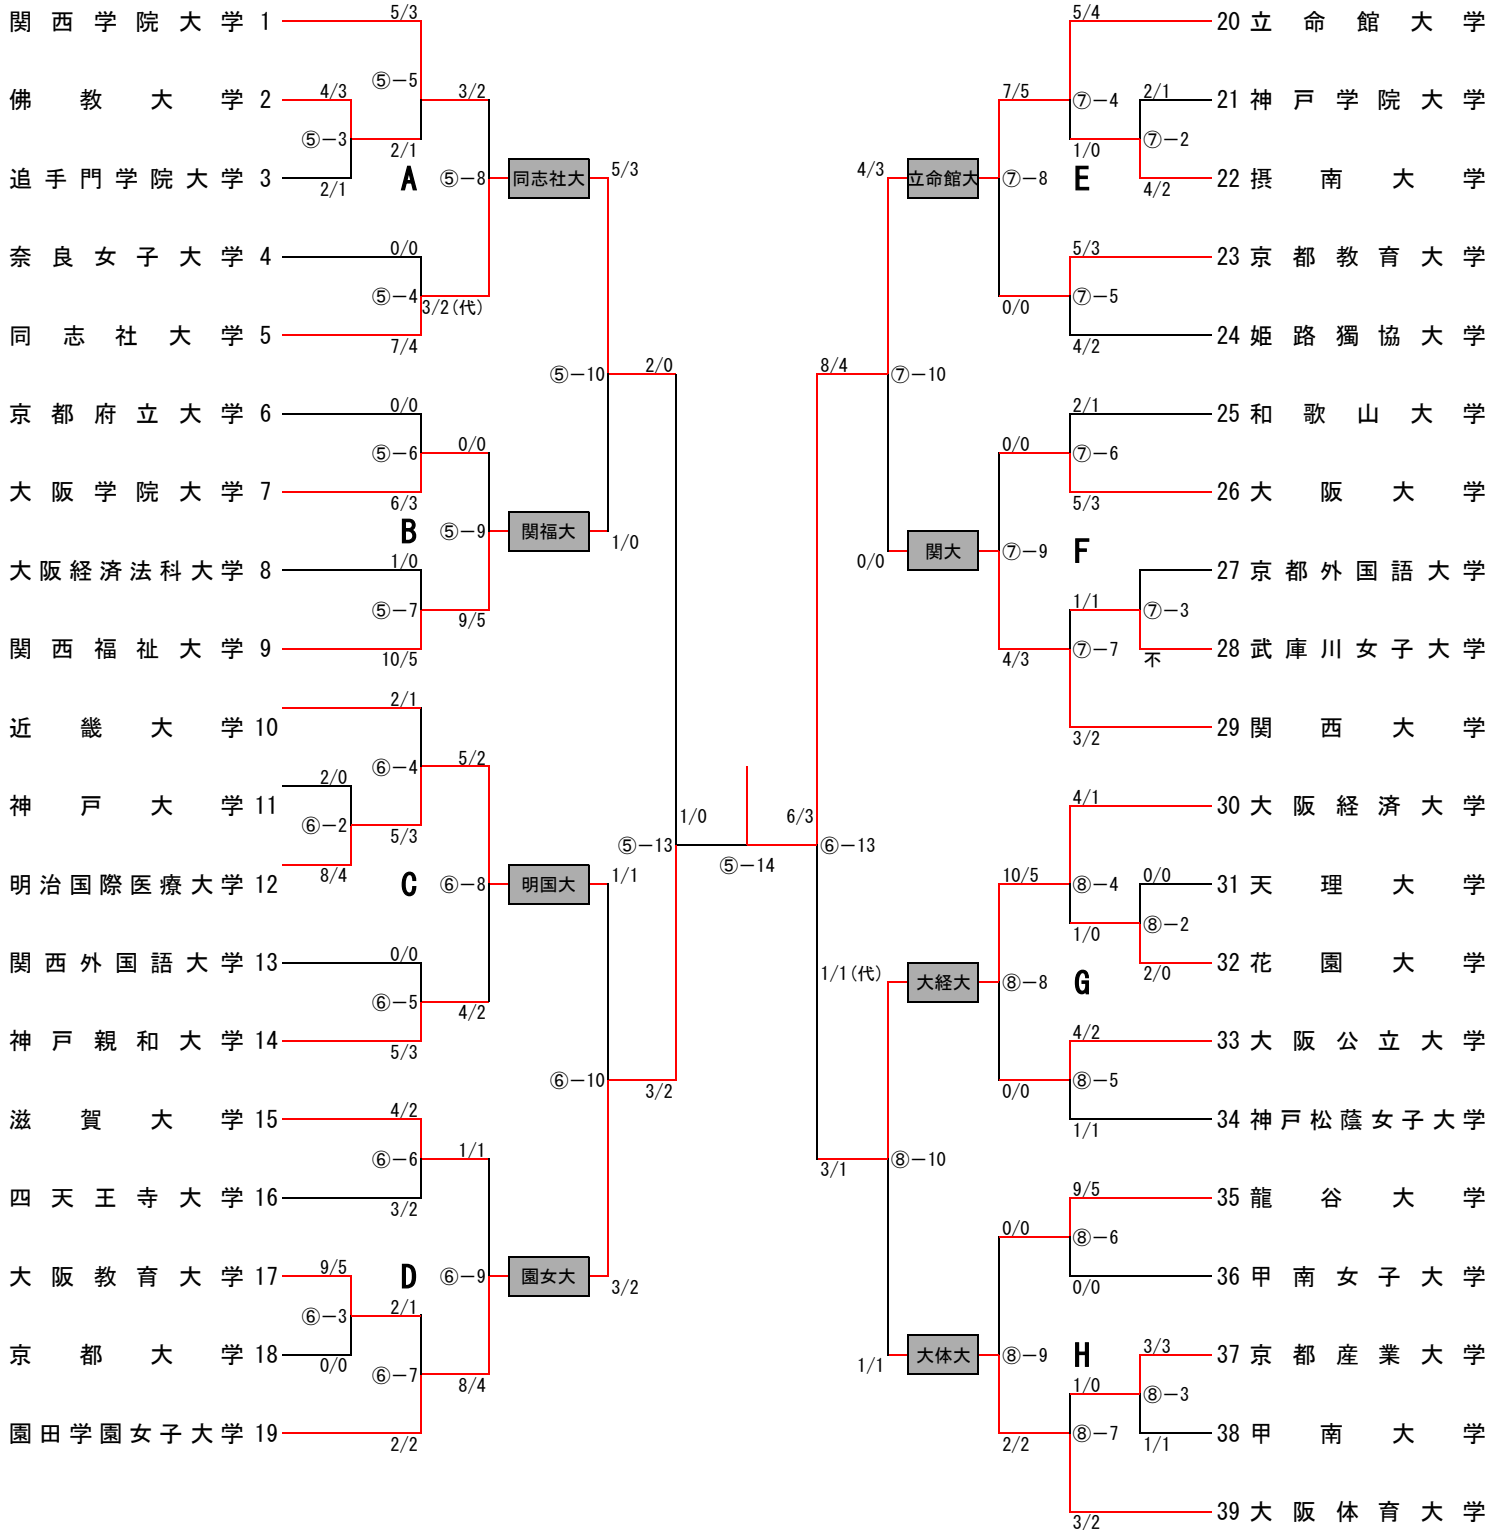 関西学院大学 1
5/3
⑤－5
佛教大学 2
4/3
3/2
⑤－3
2/1
追手門学院大学 3
2/1
A
⑤－8
同志社大
5/3
奈良女子大学 4
0/0
⑤－4
3/2(代)
同志社大学 5
7/4
⑤－10
2/0
京都府立大学 6
0/0
⑤－6
0/0
大阪学院大学 7
6/3
B
⑤－9
関福大
1/0
大阪経済法科大学 8
1/0
⑤－7
9/5
関西福祉大学 9
10/5
近畿大学 10
2/1
⑥－4
5/2
神戸大学 11
2/0
⑥－2
5/3
明治国際医療大学 12
8/4
C
⑥－8
明国大
1/1
関西外国語大学 13
0/0
⑥－5
4/2
神戸親和大学 14
5/3
⑥－10
3/2
滋賀大学 15
4/2
⑥－6
1/1
四天王寺大学 16
3/2
大阪教育大学 17
9/5
D
⑥－9
園女大
3/2
⑥－3
2/1
京都大学 18
0/0
⑥－7
8/4
園田学園女子大学 19
2/2
⑤－13
1/0
⑤－14
6/3
⑥－13
5/4
20 立命館大学
7/5
⑦－4
2/1
21 神戸学院大学
1/0
⑦－2
4/3
立命館大
⑦－8
E
4/2
22 摂南大学
5/3
23 京都教育大学
0/0
⑦－5
4/2
24 姫路獨協大学
8/4
⑦－10
2/1
25 和歌山大学
0/0
⑦－6
5/3
26 大阪大学
0/0
関大
⑦－9
F
27 京都外国語大学
1/1
⑦－3
不
28 武庫川女子大学
4/3
⑦－7
3/2
29 関西大学
4/1
30 大阪経済大学
10/5
⑧－4
0/0
31 天理大学
1/0
⑧－2
2/0
32 花園大学
1/1(代)
大経大
⑧－8
G
4/2
33 大阪公立大学
0/0
⑧－5
1/1
34 神戸松蔭女子大学
3/1
⑧－10
9/5
35 龍谷大学
0/0
⑧－6
0/0
36 甲南女子大学
1/1
大体大
⑧－9
H
3/3
37 京都産業大学
1/0
⑧－3
1/1
38 甲南大学
2/2
⑧－7
3/2
39 大阪体育大学